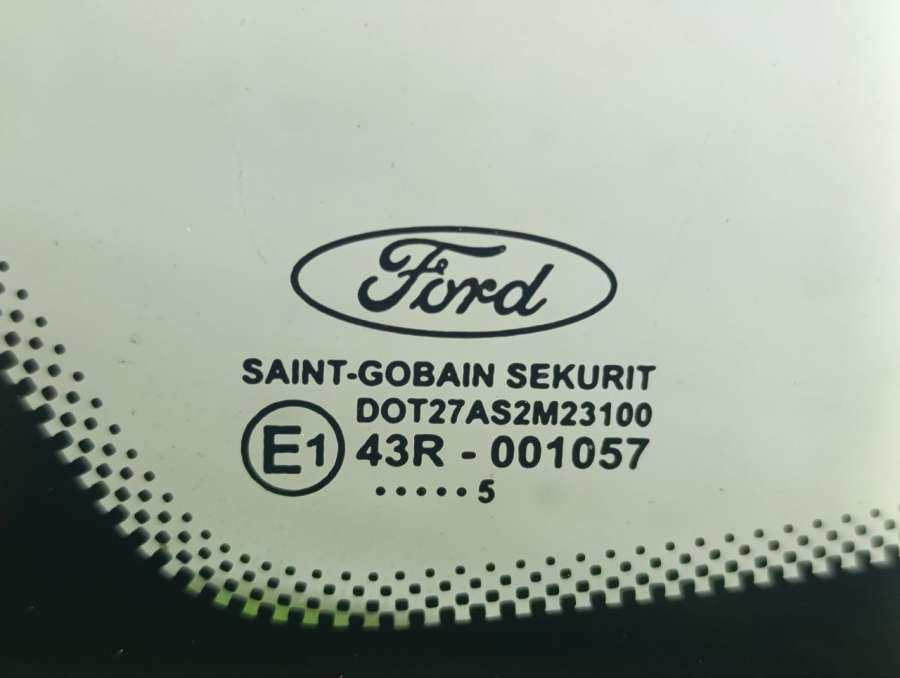 Ford
SAINT-GOBAIN SEKURIT
DOT27AS2M23100
E1 43R - 001057
.....5